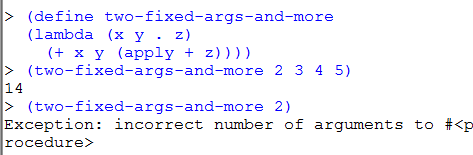 > (define two-fixed-args-and-more
(lambda (x y . z)
(+ x y (apply + z))))
> (two-fixed-args-and-more 2 3 4 5)
14
> (two-fixed-args-and-more 2)
Exception: incorrect number of arguments to #<p
rocedure>